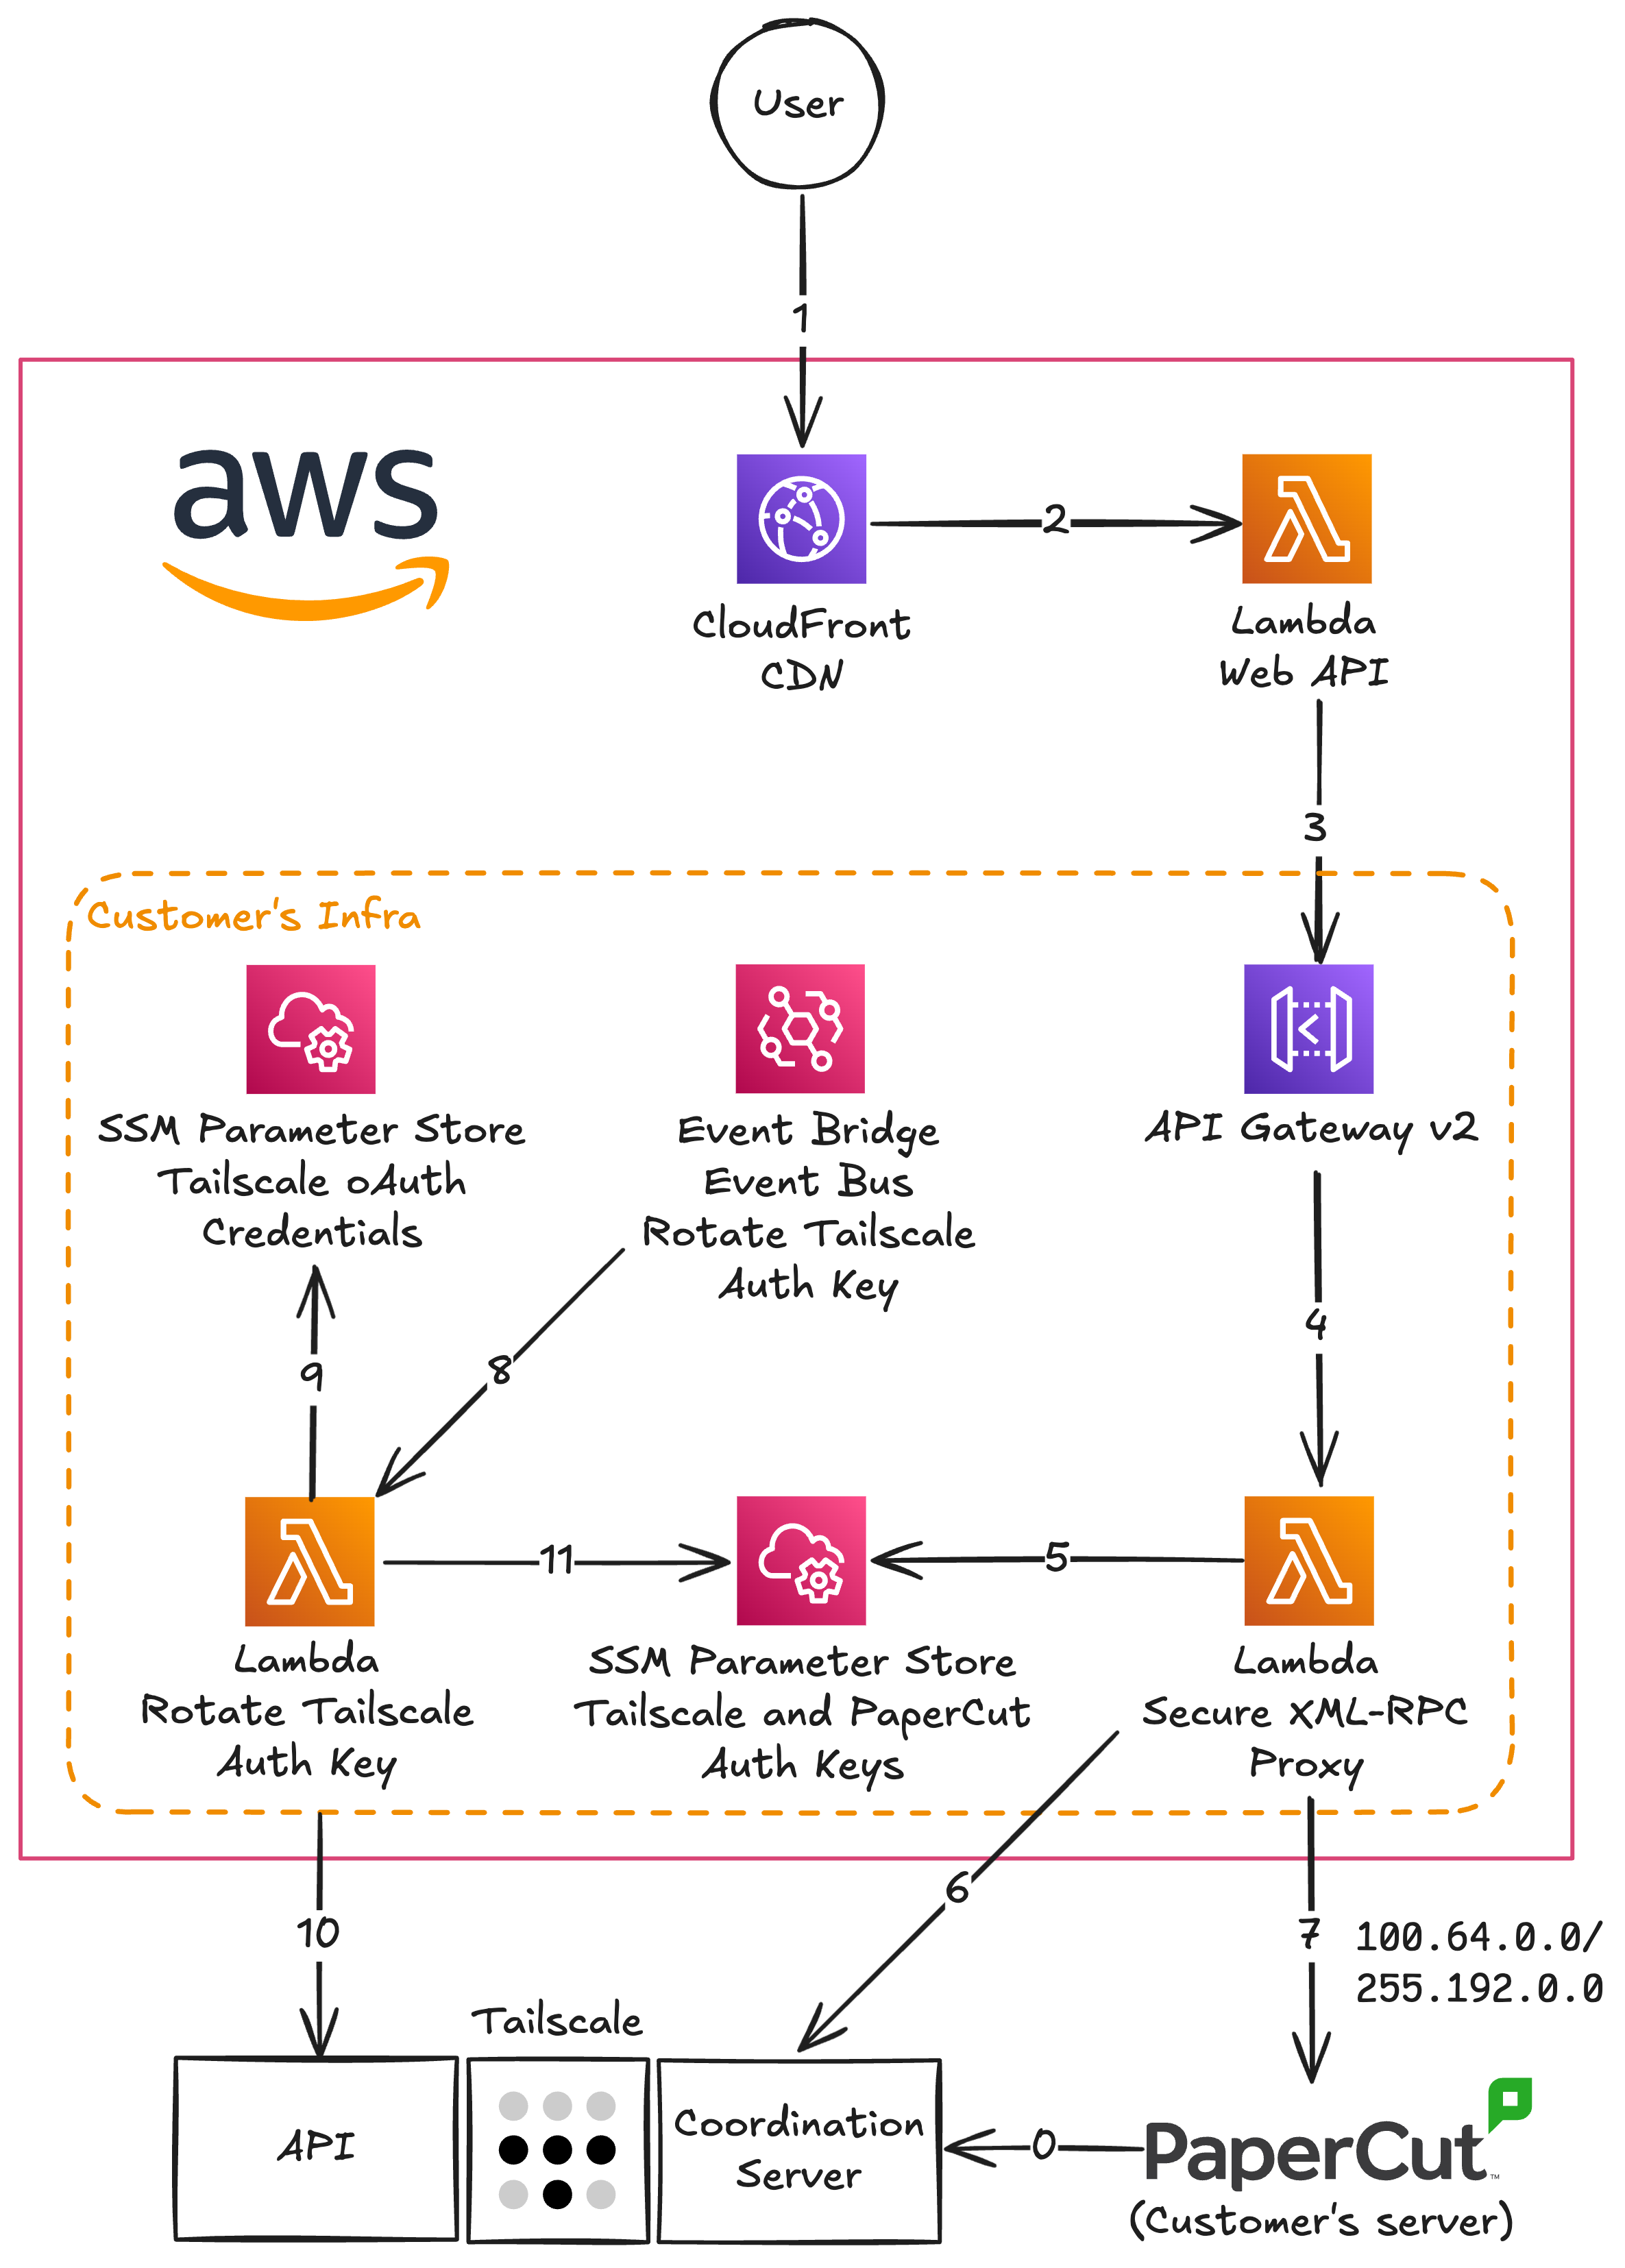 User
1
aws
2
CloudFront
CDN
Lambda
Web API
3
Customer's Infra
SSM Parameter Store
Tailscale oAuth
Credentials
Event Bridge
Event Bus
Rotate Tailscale
Auth Key
API Gateway v2
4
9
8
11
5
Lambda
Rotate Tailscale
Auth Key
SSM Parameter Store
Tailscale and PaperCut
Auth Keys
Lambda
Secure XML-RPC
Proxy
6
10
7
100.64.0.0/
255.192.0.0
Tailscale
API
Coordination
Server
0
PaperCut™
(Customer's server)